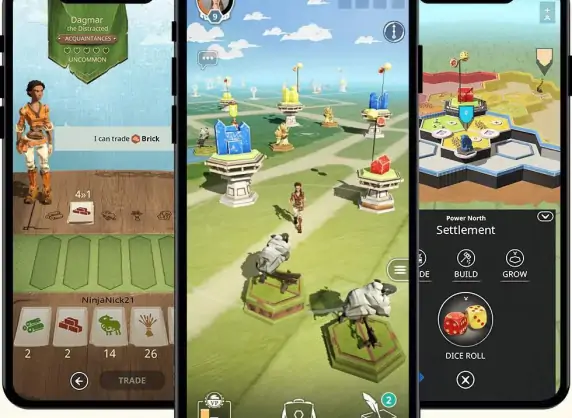 Dagmar
the Distracted
ACQUAINTANCES
UNCOMMON
I can trade Brick
4»1
NinjaNick21
2 2 14 26
TRADE
9
VP
2
Power North
Settlement
BUILD
GROW
DICE ROLL